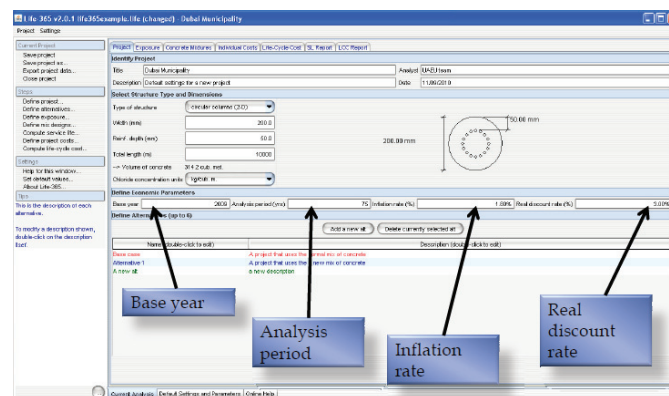 Life-365 v2.0.1 life365example.life (changed) - Dubai Municipality
Project Settings
Current Project
Save project
Save project as...
Export project data...
Close project
Steps
Define project...
Define alternatives...
Define exposure...
Define mix designs...
Compute service life...
Define project costs...
Compute life cycle cost...
Settings
Help for this window...
Set default values...
About Life-365...
Tips
This is the description of each
alternative.
To modify a description shown,
double-click on the description
itself.
Project Exposure Concrete Mixtures Individual Costs Life-Cycle Cost SL Report LCC Report
Identify Project
Title Dubai Municipality Analyst UAEU team
Description Default settings for a new project Date 11/06/2010
Select Structure Type and Dimensions
Type of structure circular columns (2-D)
Width (mm) 200.0
Reinf. depth (mm) 50.0
Total length (m) 10000
--> Volume of concrete 314.2 cub. met.
Chloride concentration units kg/cub. m.
200.00 mm
50.00 mm
Define Economic Parameters
Base year 2009 Analysis period (yrs) 75 Inflation rate (%) 1.80% Real discount rate (%) 3.00%
Define Alternatives (up to 6)
Add a new alt Delete currently selected alt
Name (double-click to edit) Description (double-click to edit)
Base case A project that uses the normal mix of concrete
Alternative 1 A project that uses the new mix of concrete
A new alt a new description
Base year
Analysis
period
Inflation
rate
Real
discount
rate
Current Analysis Default Settings and Parameters Online Help